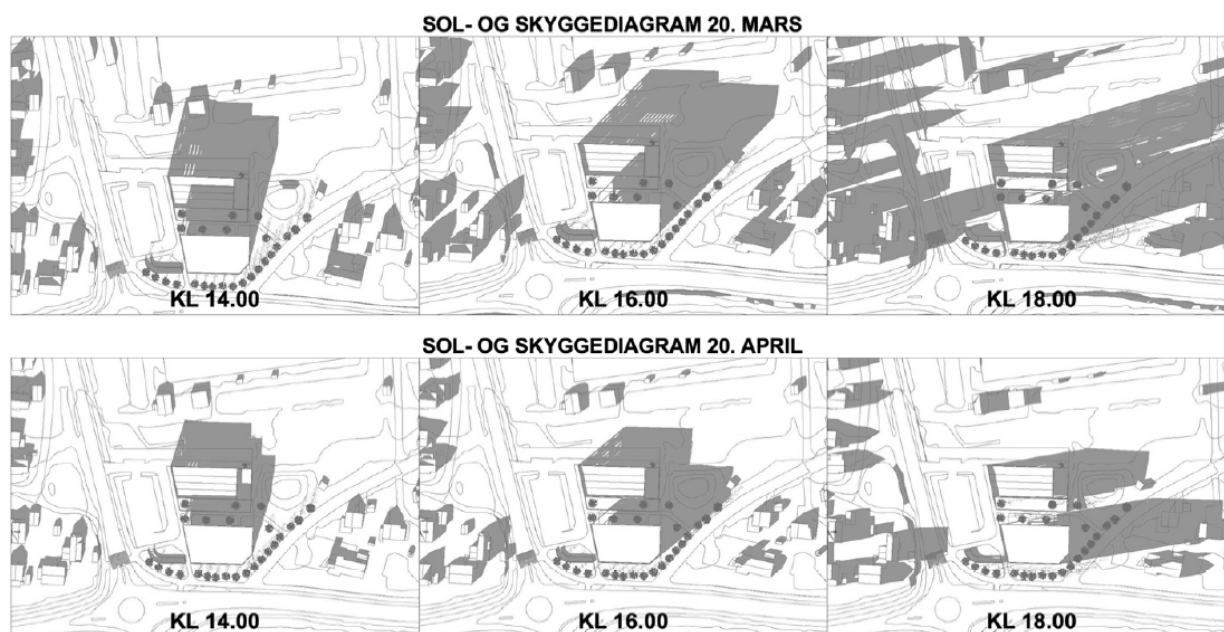 SOL- OG SKYGGEDIAGRAM 20. MARS
KL 14.00
KL 16.00
KL 18.00
SOL- OG SKYGGEDIAGRAM 20. APRIL
KL 14.00
KL 16.00
KL 18.00